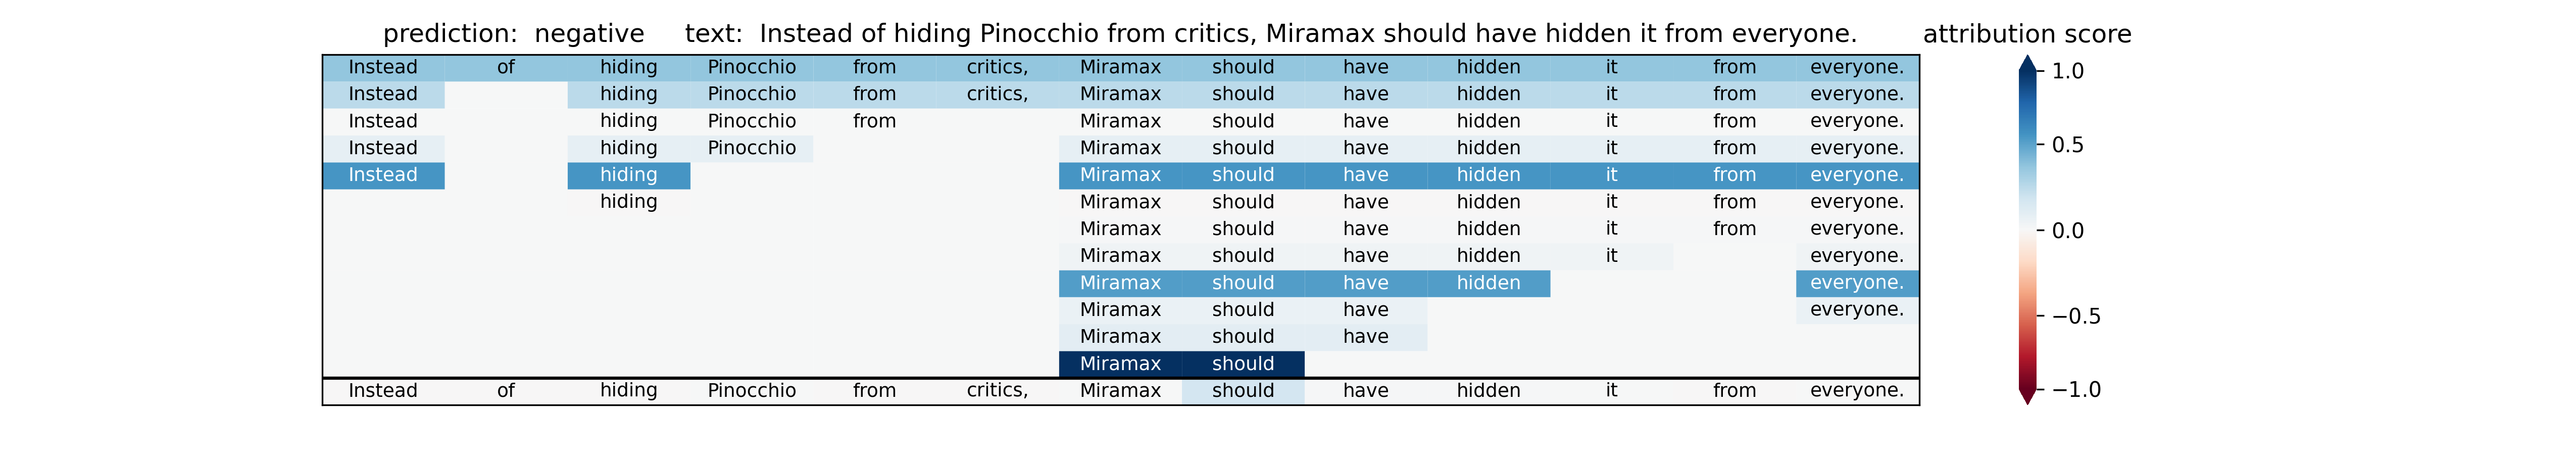 prediction: negative text: Instead of hiding Pinocchio from critics, Miramax should have hidden it from everyone. attribution score
Instead of hiding Pinocchio from critics, Miramax should have hidden it from everyone.
Instead hiding Pinocchio from critics, Miramax should have hidden it from everyone.
Instead hiding Pinocchio from Miramax should have hidden it from everyone.
Instead hiding Pinocchio Miramax should have hidden it from everyone.
Instead hiding Miramax should have hidden it from everyone.
hiding Miramax should have hidden it from everyone.
Miramax should have hidden it from everyone.
Miramax should have hidden it everyone.
Miramax should have hidden everyone.
Miramax should have everyone.
Miramax should have
Miramax should
Instead of hiding Pinocchio from critics, Miramax should have hidden it from everyone.
1.0
0.5
0.0
−0.5
−1.0